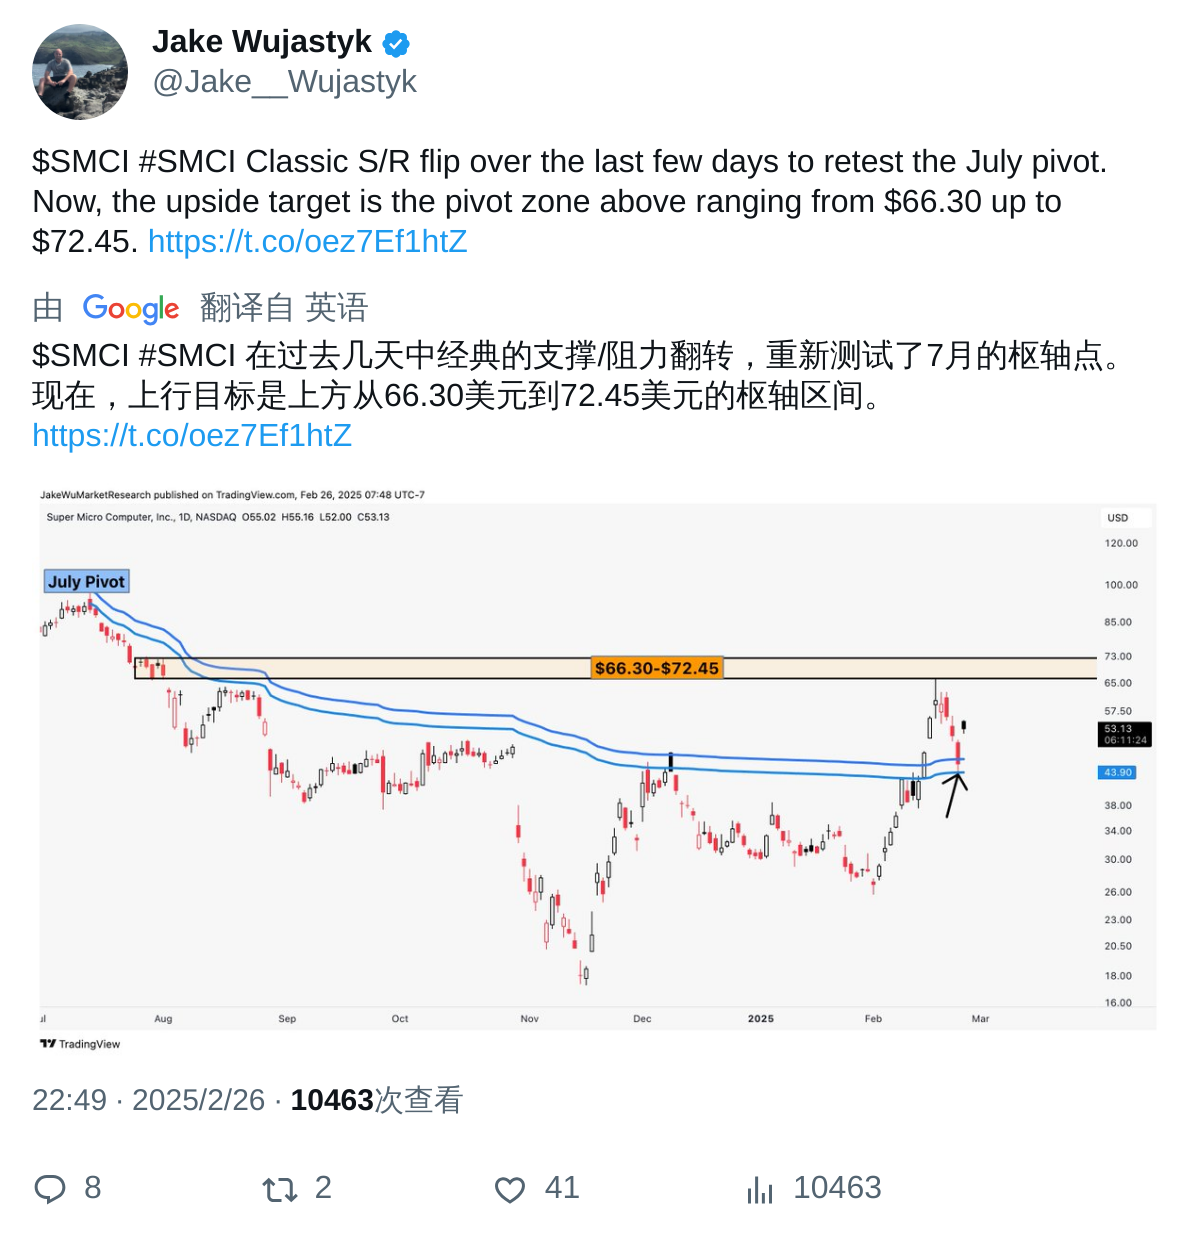 Jake Wujastyk
@Jake__Wujastyk
$SMCI #SMCI Classic S/R flip over the last few days to retest the July pivot.
Now, the upside target is the pivot zone above ranging from $66.30 up to
$72.45. https://t.co/oez7Ef1htZ
由 Google 翻译自 英语
$SMCI #SMCI 在过去几天中经典的支撑/阻力翻转，重新测试了7月的枢轴点。
现在，上行目标是上方从66.30美元到72.45美元的枢轴区间。
https://t.co/oez7Ef1htZ
JakeWuMarketResearch published on TradingView.com, Feb 26, 2025 07:48 UTC-7
Super Micro Computer, Inc., 1D, NASDAQ O55.02 H55.16 L52.00 C53.13
USD
120.00
July Pivot
100.00
85.00
73.00
$66.30-$72.45
65.00
57.50
53.13
06:11:24
43.90
38.00
34.00
30.00
26.00
23.00
20.50
18.00
16.00
ul Aug Sep Oct Nov Dec 2025 Feb Mar
TradingView
22:49 · 2025/2/26 · 10463次查看
8 2 41 10463